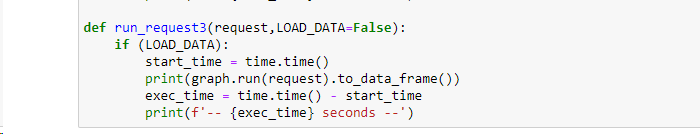 def run_request3(request,LOAD_DATA=False):
    if (LOAD_DATA):
        start_time = time.time()
        print(graph.run(request).to_data_frame())
        exec_time = time.time() - start_time
        print(f'-- {exec_time} seconds --')